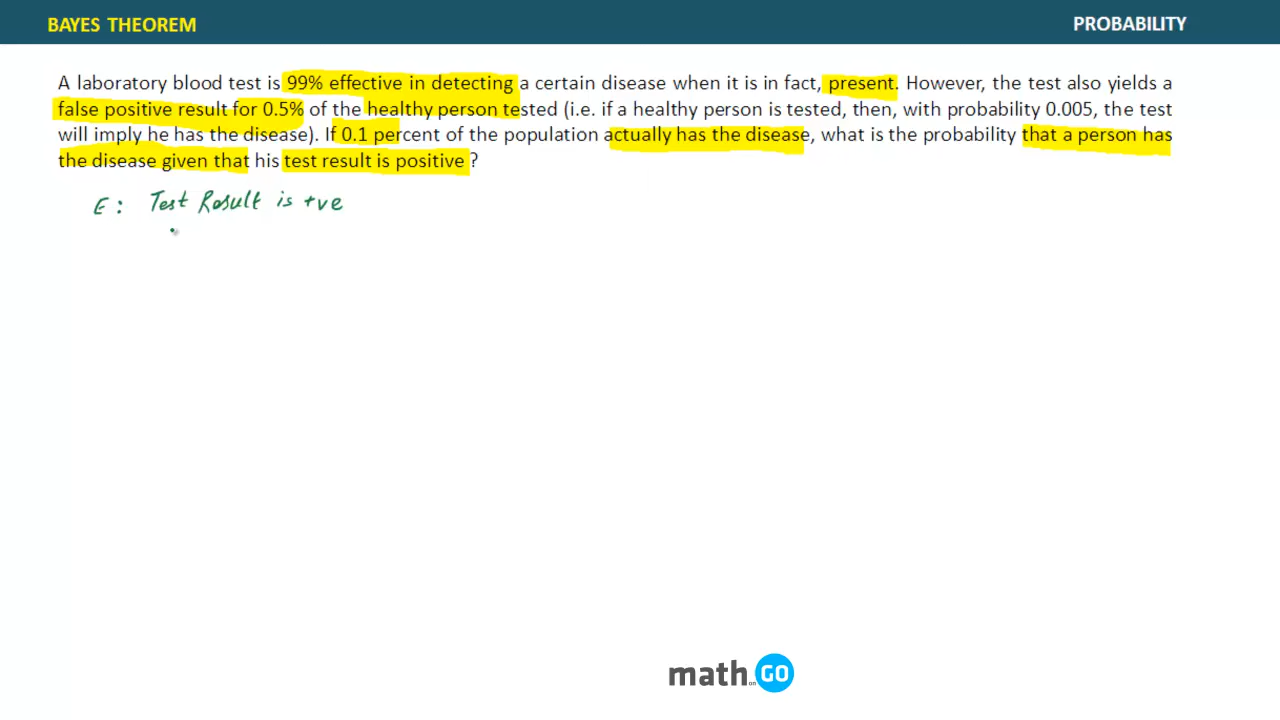 BAYES THEOREM
PROBABILITY
A laboratory blood test is 99% effective in detecting a certain disease when it is in fact, present. However, the test also yields a
false positive result for 0.5% of the healthy person tested (i.e. if a healthy person is tested, then, with probability 0.005, the test
will imply he has the disease). If 0.1 percent of the population actually has the disease, what is the probability that a person has
the disease given that his test result is positive ?
E : Test Result is +ve
math on GO